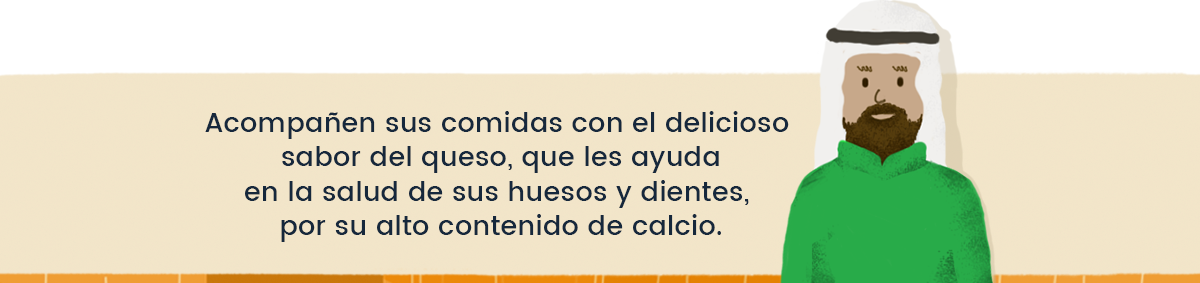 Acompañen sus comidas con el delicioso
sabor del queso, que les ayuda
en la salud de sus huesos y dientes,
por su alto contenido de calcio.